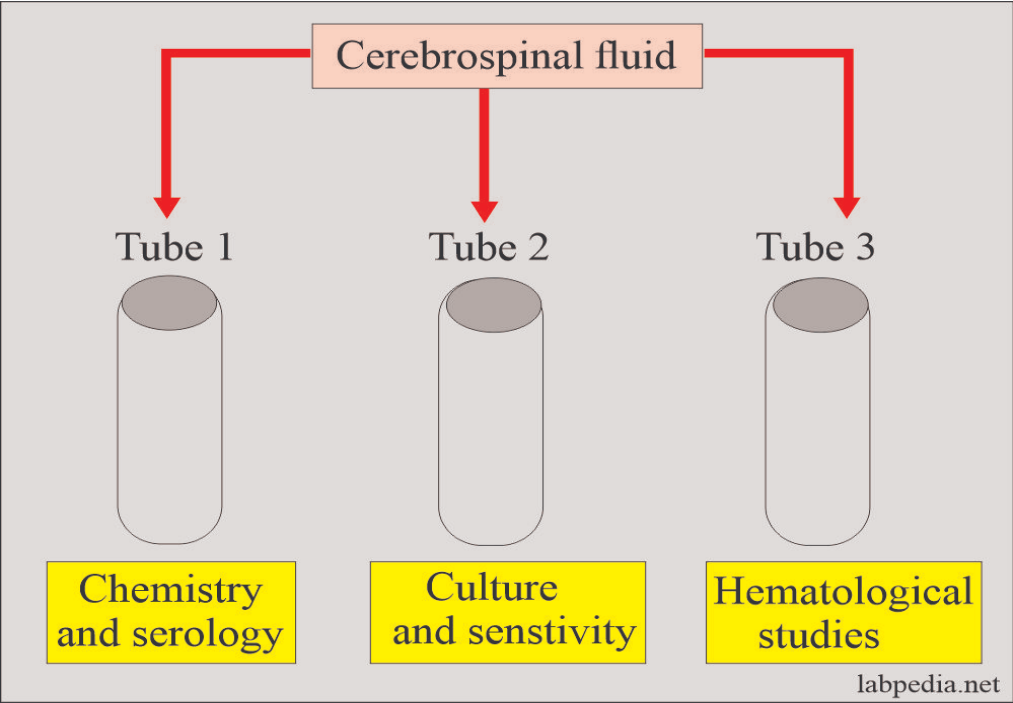 Cerebrospinal fluid
Tube 1
Tube 2
Tube 3
Chemistry
and serology
Culture
and senstivity
Hematological
studies
labpedia.net